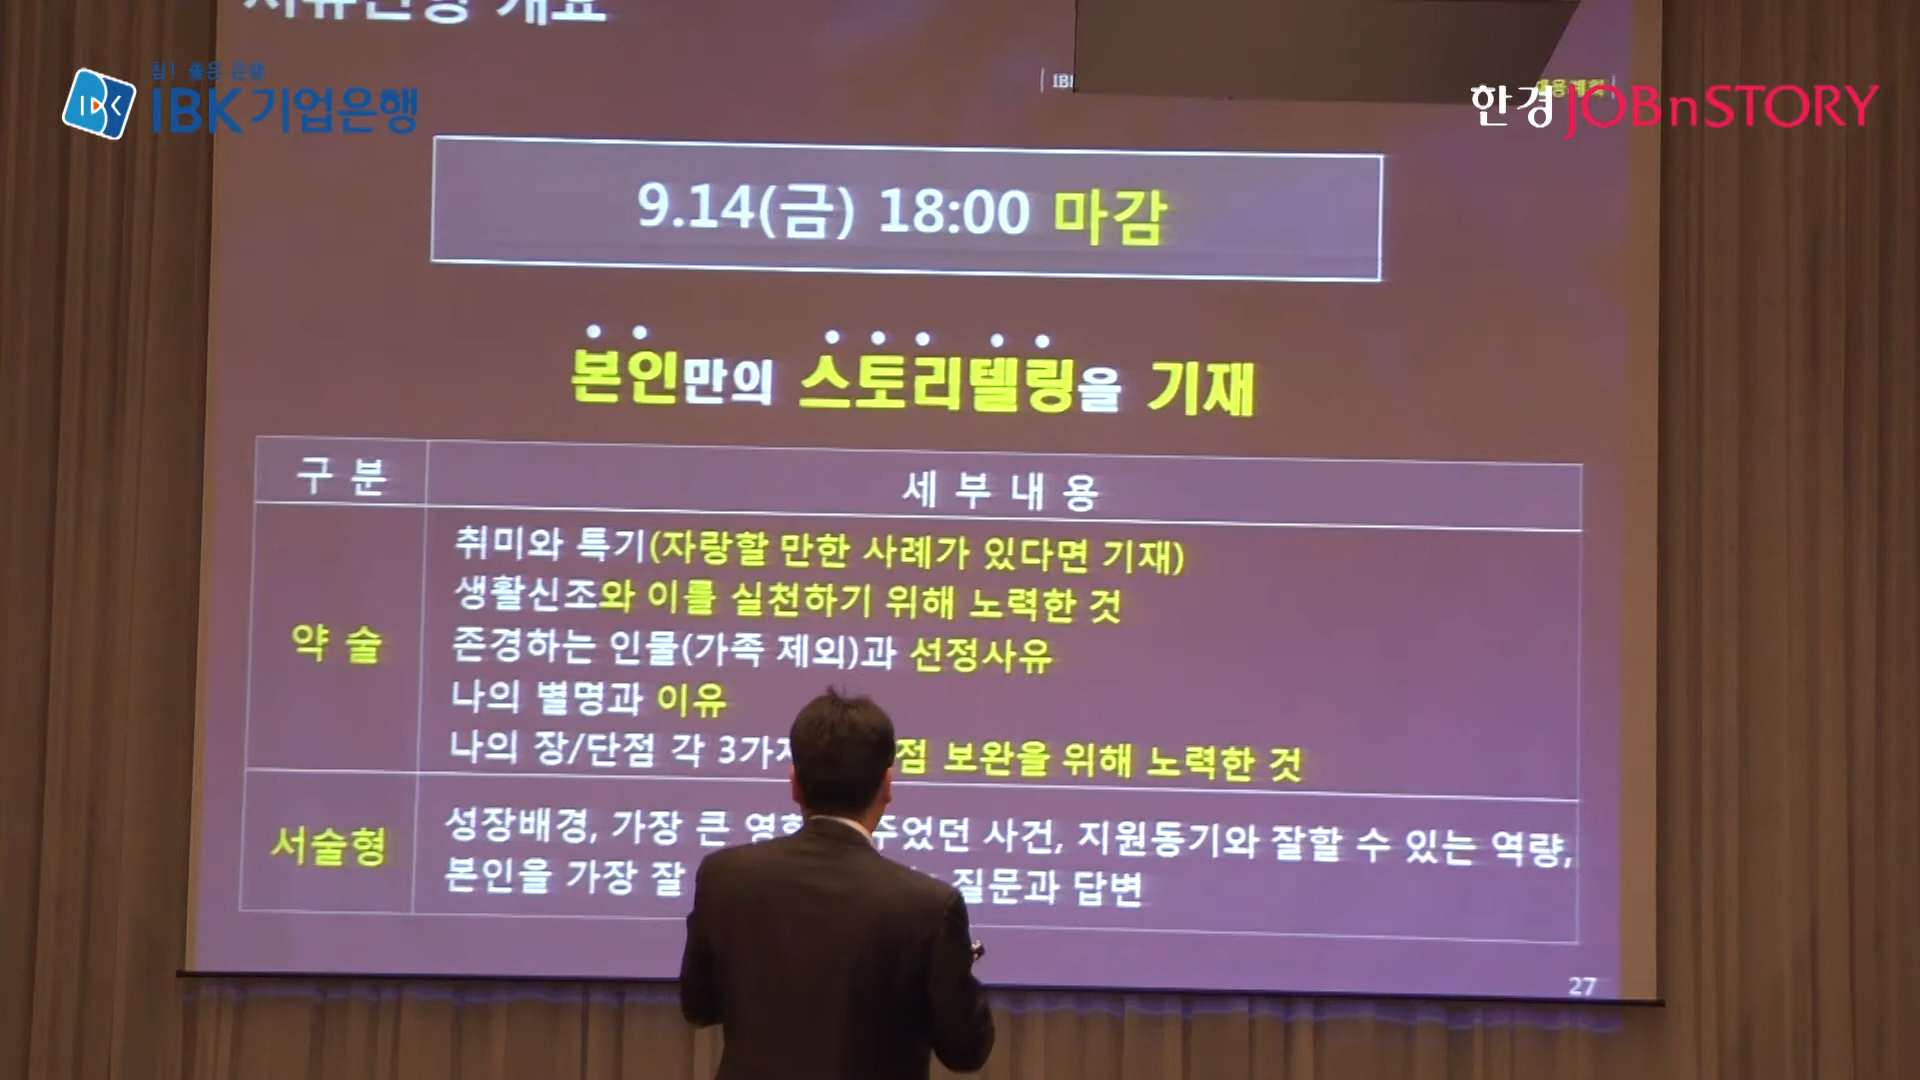 참! 좋은 은행
IBK기업은행
한경 JOBnSTORY
개요
9.14(금) 18:00 마감
본인만의 스토리텔링을 기재
구 분
세 부 내 용
약 술
취미와 특기(자랑할 만한 사례가 있다면 기재)
생활신조와 이를 실천하기 위해 노력한 것
존경하는 인물(가족 제외)과 선정사유
나의 별명과 이유
나의 장/단점 각 3가 점 보완을 위해 노력한 것
서술형
성장배경, 가장 큰 주었던 사건, 지원동기와 잘할 수 있는 역량,
본인을 가장 잘 질문과 답변
27